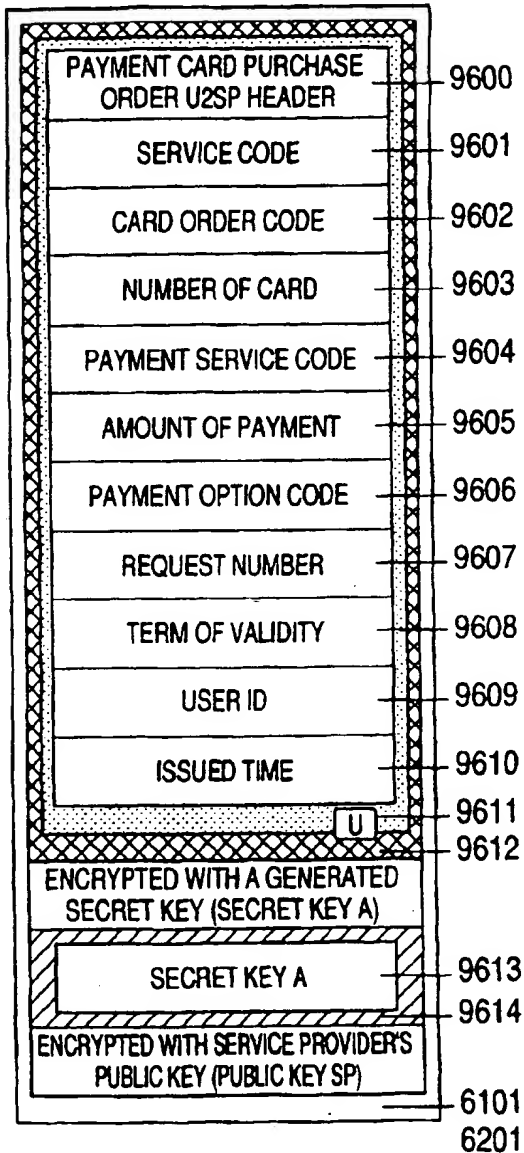 PAYMENT CARD PURCHASE
ORDER U2SP HEADER 9600
SERVICE CODE 9601
CARD ORDER CODE 9602
NUMBER OF CARD 9603
PAYMENT SERVICE CODE 9604
AMOUNT OF PAYMENT 9605
PAYMENT OPTION CODE 9606
REQUEST NUMBER 9607
TERM OF VALIDITY 9608
USER ID 9609
ISSUED TIME 9610
U 9611
9612
ENCRYPTED WITH A GENERATED
SECRET KEY (SECRET KEY A)
SECRET KEY A 9613
9614
ENCRYPTED WITH SERVICE PROVIDER'S
PUBLIC KEY (PUBLIC KEY SP)
6101
6201